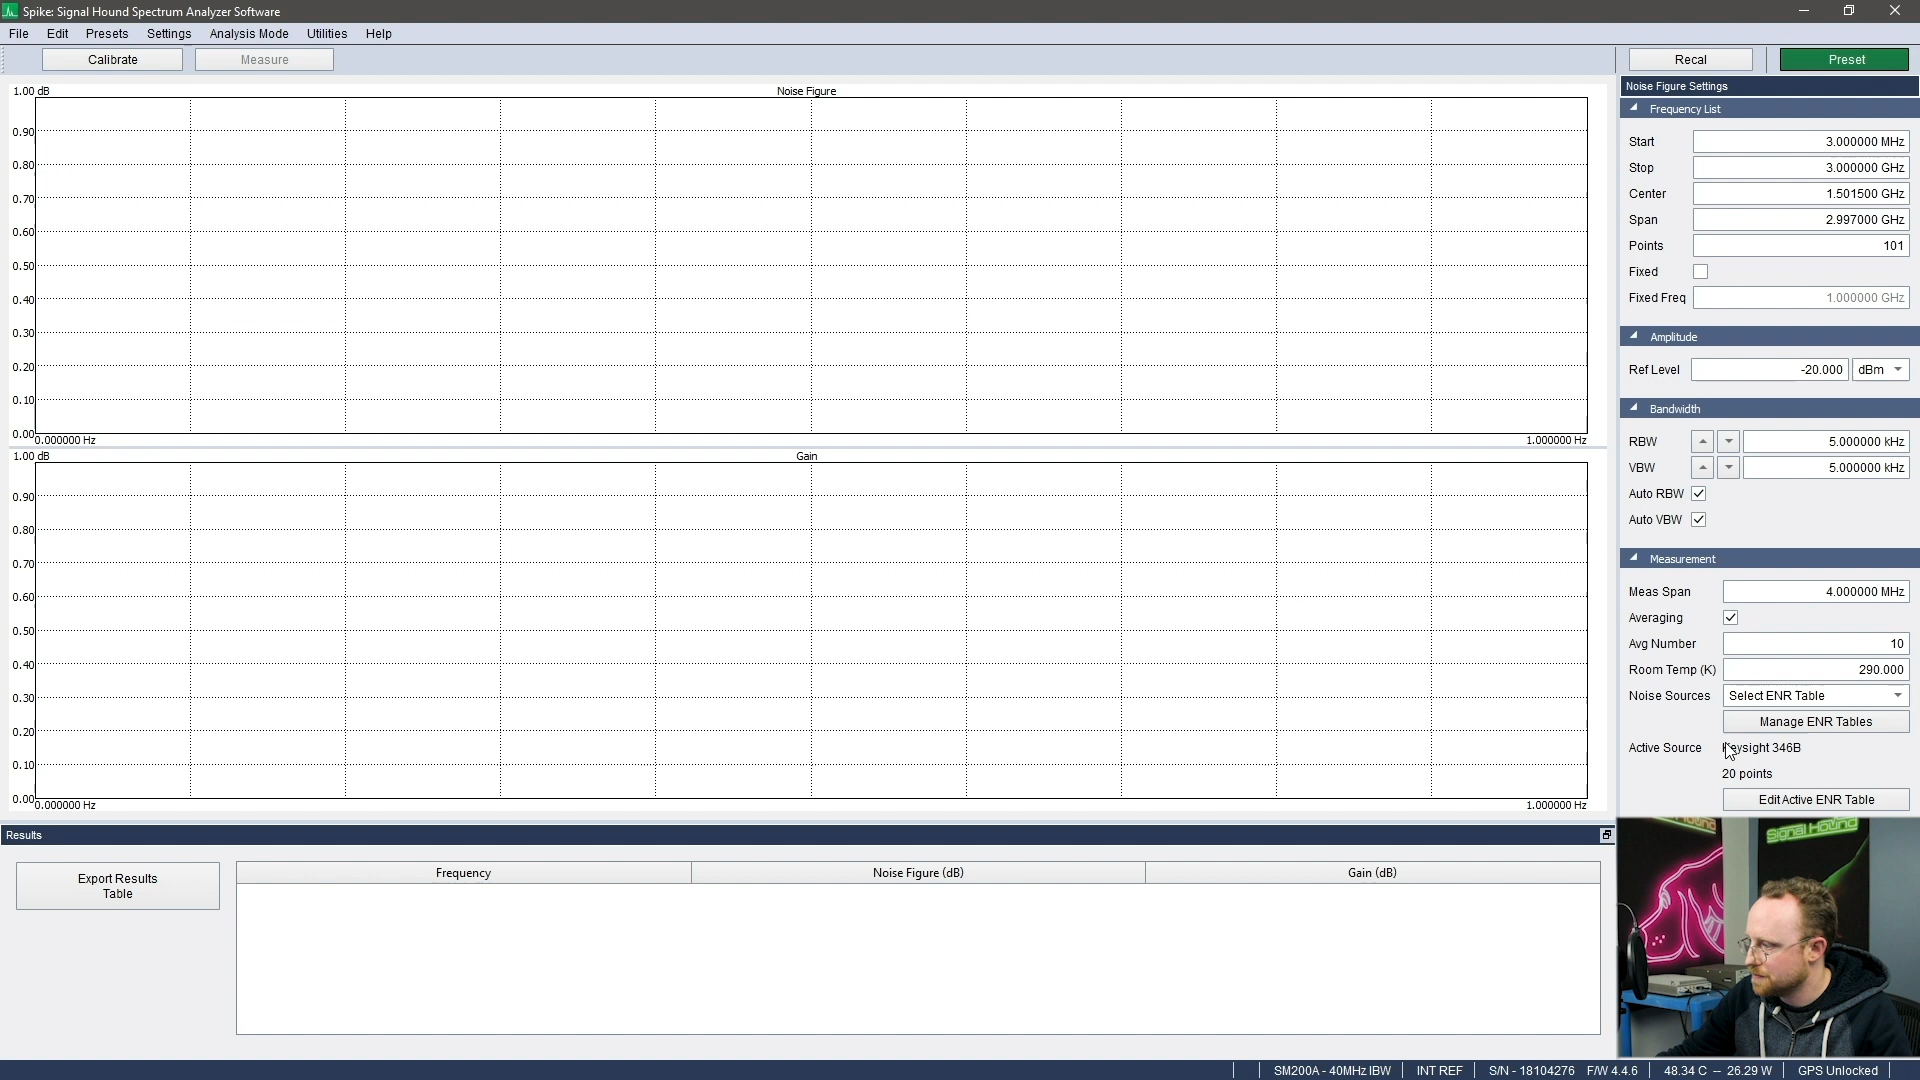 Spike: Signal Hound Spectrum Analyzer Software
File Edit Presets Settings Analysis Mode Utilities Help
Calibrate Measure Recal Preset
1.00 dB
Noise Figure
0.90
0.80
0.70
0.60
0.50
0.40
0.30
0.20
0.10
0.00
0.000000 Hz 1.000000 Hz
1.00 dB
Gain
0.90
0.80
0.70
0.60
0.50
0.40
0.30
0.20
0.10
0.00
0.000000 Hz 1.000000 Hz
Noise Figure Settings
Frequency List
Start 3.000000 MHz
Stop 3.000000 GHz
Center 1.501500 GHz
Span 2.997000 GHz
Points 101
Fixed
Fixed Freq 1.000000 GHz
Amplitude
Ref Level -20.000 dBm
Bandwidth
RBW 5.000000 kHz
VBW 5.000000 kHz
Auto RBW
Auto VBW
Measurement
Meas Span 4.000000 MHz
Averaging
Avg Number 10
Room Temp (K) 290.000
Noise Sources Select ENR Table
Manage ENR Tables
Active Source Keysight 346B
20 points
Edit Active ENR Table
Results
Export Results
Table
Frequency Noise Figure (dB) Gain (dB)
Signal Hound
SM200A - 40MHz IBW INT REF S/N - 18104276 F/W 4.4.6 48.34 C -- 26.29 W GPS Unlocked